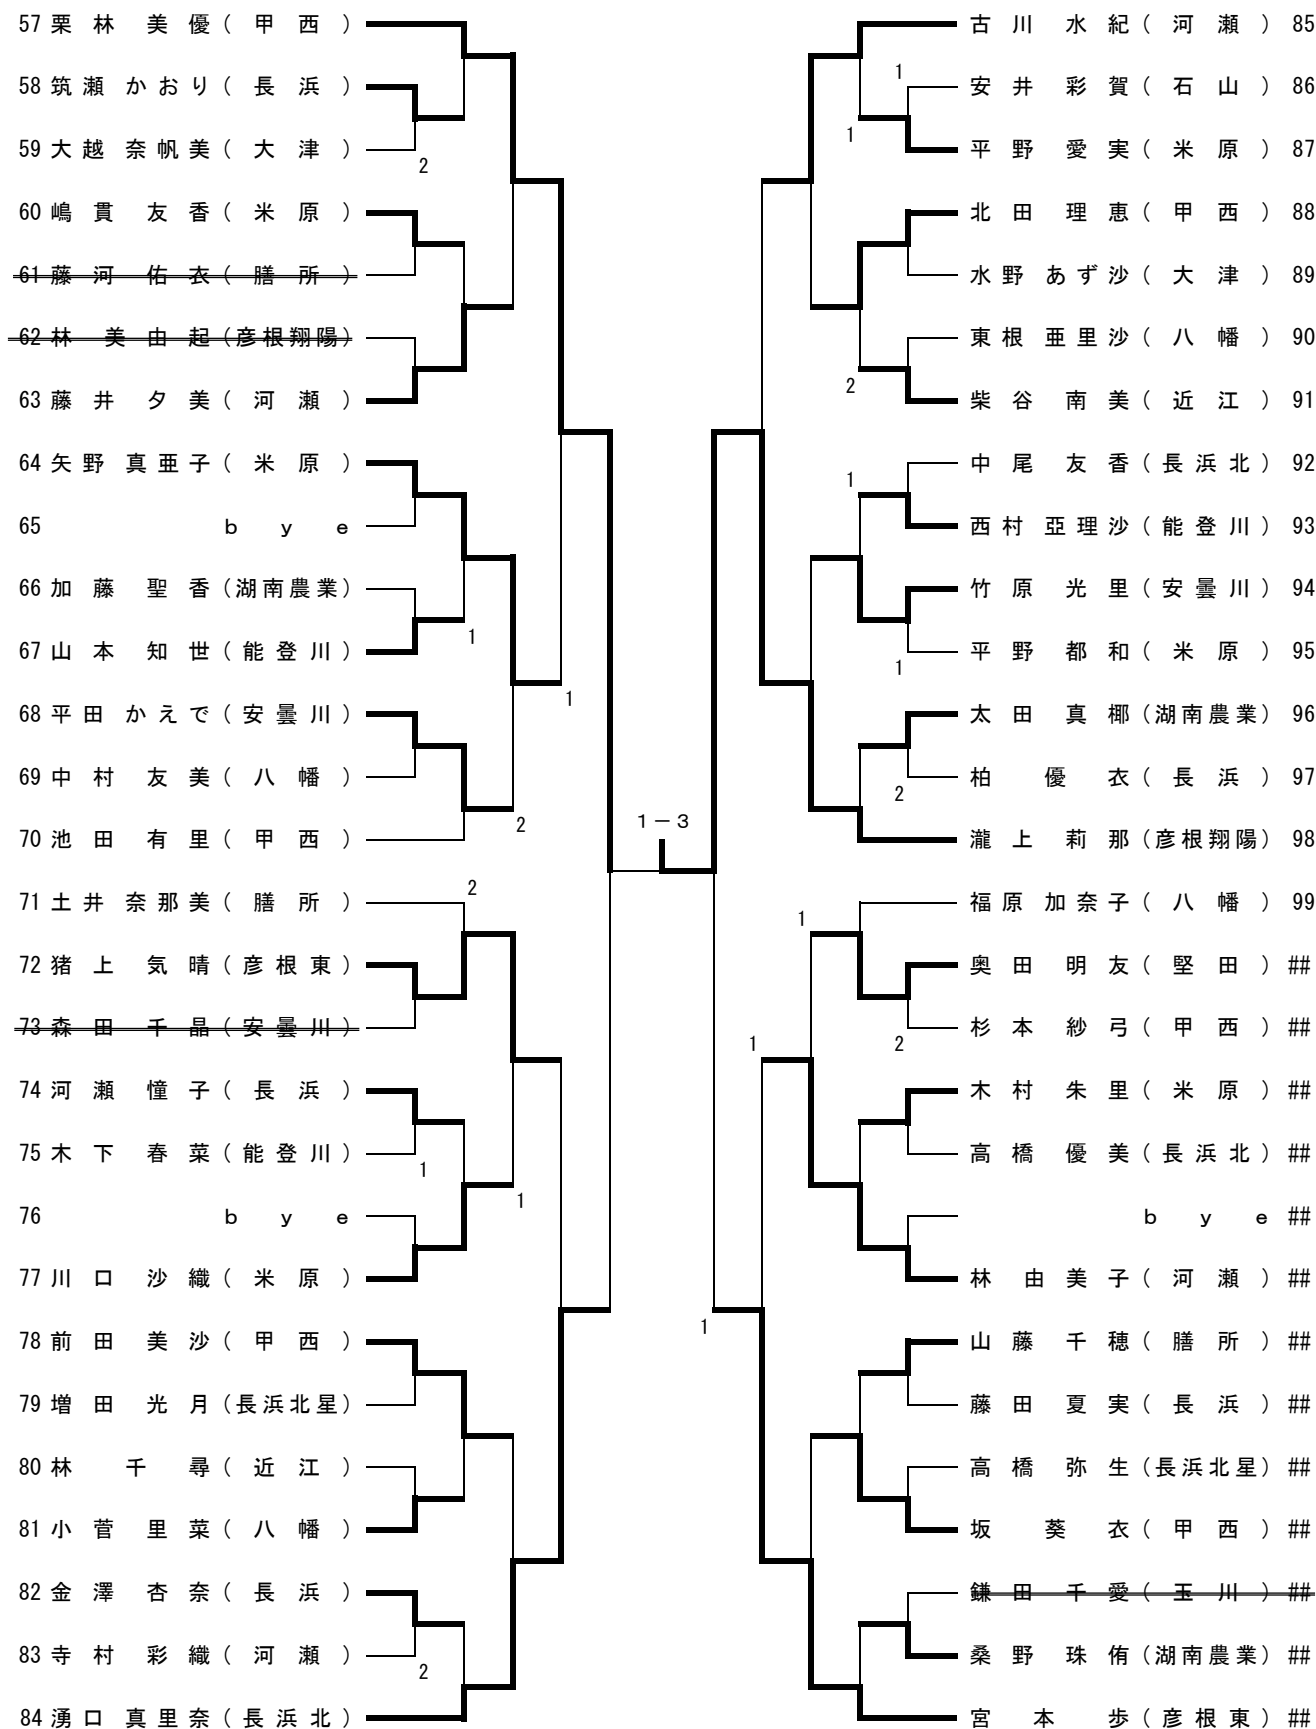 57 栗林 美優 ( 甲西 )
58 筑瀬 かおり ( 長浜 )
59 大越 奈帆美 ( 大津 )
2
60 嶋貫 友香 ( 米原 )
61 藤河 佑衣 ( 膳所 )
62 林 美由起 (彦根翔陽)
63 藤井 夕美 ( 河瀬 )
64 矢野 真亜子 ( 米原 )
65 bye
66 加藤 聖香 (湖南農業)
67 山本 知世 ( 能登川 )
1
68 平田 かえで ( 安曇川 )
1
69 中村 友美 ( 八幡 )
70 池田 有里 ( 甲西 )
2
71 土井 奈那美 ( 膳所 )
2
72 猪上 気晴 ( 彦根東 )
73 森田 千晶 ( 安曇川 )
74 河瀬 憧子 ( 長浜 )
75 木下 春菜 ( 能登川 )
1
76 bye
1
77 川口 沙織 ( 米原 )
78 前田 美沙 ( 甲西 )
79 増田 光月 (長浜北星)
80 林 千尋 ( 近江 )
81 小菅 里菜 ( 八幡 )
82 金澤 杏奈 ( 長浜 )
83 寺村 彩織 ( 河瀬 )
2
84 湧口 真里奈 ( 長浜北 )
1－3
古川 水紀 ( 河瀬 ) 85
1
安井 彩賀 ( 石山 ) 86
1
平野 愛実 ( 米原 ) 87
北田 理恵 ( 甲西 ) 88
水野 あず沙 ( 大津 ) 89
東根 亜里沙 ( 八幡 ) 90
2
柴谷 南美 ( 近江 ) 91
中尾 友香 ( 長浜北 ) 92
1
西村 亞理沙 ( 能登川 ) 93
竹原 光里 ( 安曇川 ) 94
平野 都和 ( 米原 ) 95
1
太田 真梛 (湖南農業) 96
柏 優衣 ( 長浜 ) 97
2
瀧上 莉那 (彦根翔陽) 98
福原 加奈子 ( 八幡 ) 99
1
奥田 明友 ( 堅田 ) ##
杉本 紗弓 ( 甲西 ) ##
2
1
木村 朱里 ( 米原 ) ##
高橋 優美 ( 長浜北 ) ##
bye ##
林 由美子 ( 河瀬 ) ##
1
山藤 千穂 ( 膳所 ) ##
藤田 夏実 ( 長浜 ) ##
高橋 弥生 (長浜北星) ##
坂 葵衣 ( 甲西 ) ##
鎌田 千愛 ( 玉川 ) ##
桑野 珠侑 (湖南農業) ##
宮本 歩 ( 彦根東 ) ##